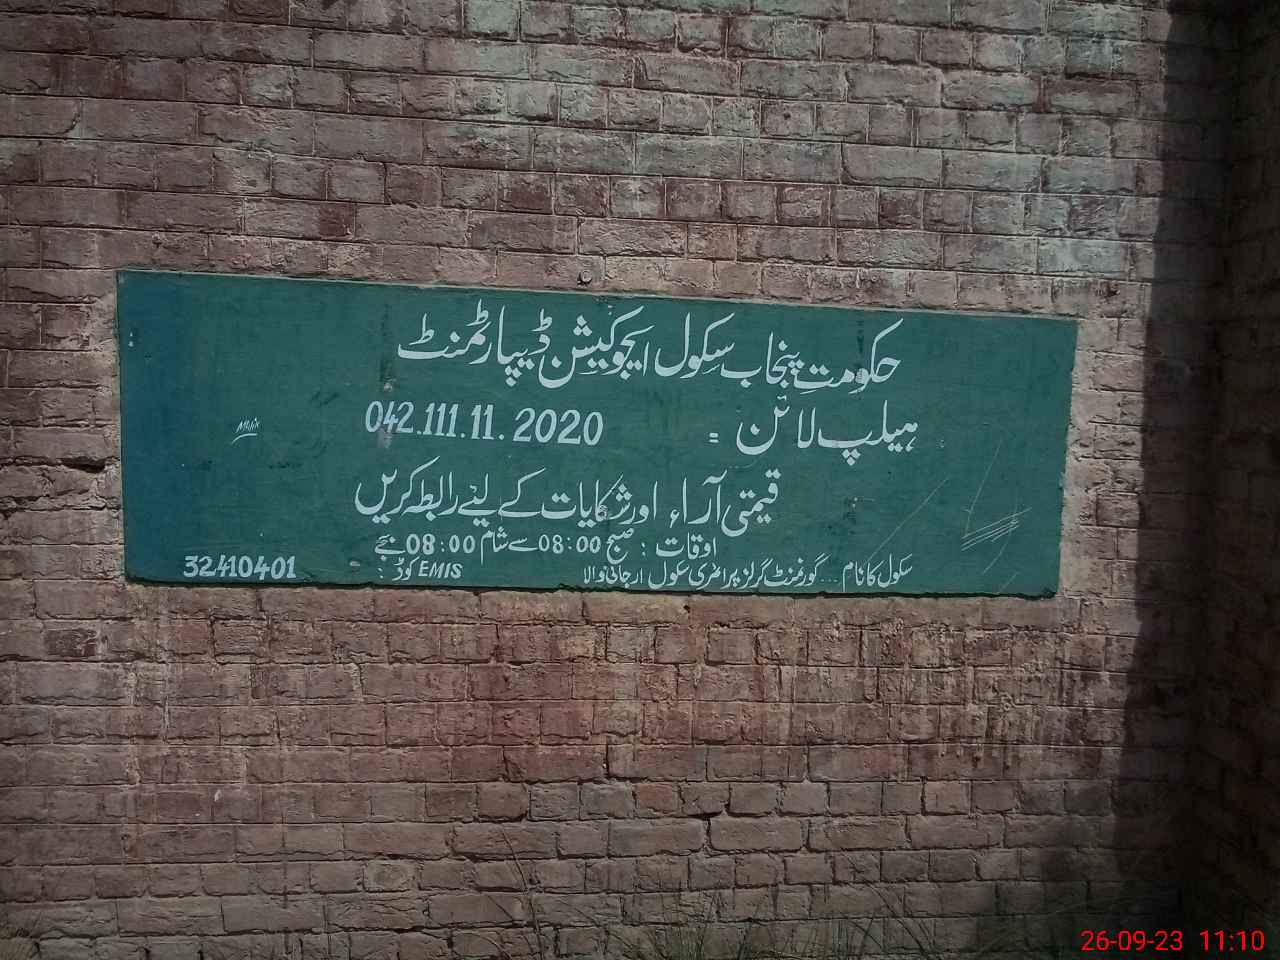 حکومتِ پنجاب سکول ایجوکیشن ڈیپارٹمنٹ
ہیلپ لائن = 042.111.11.2020
قیمتی آراء اور شکایات کے لیئے رابطہ کریں
اوقات : صبح 08:00 سے شام 08:00 بجے
سکول کا نام ... گورنمنٹ گرلز پرائمری سکول ارجانی والا EMIS کوڈ : 32410401
Malik
26-09-23 11:10